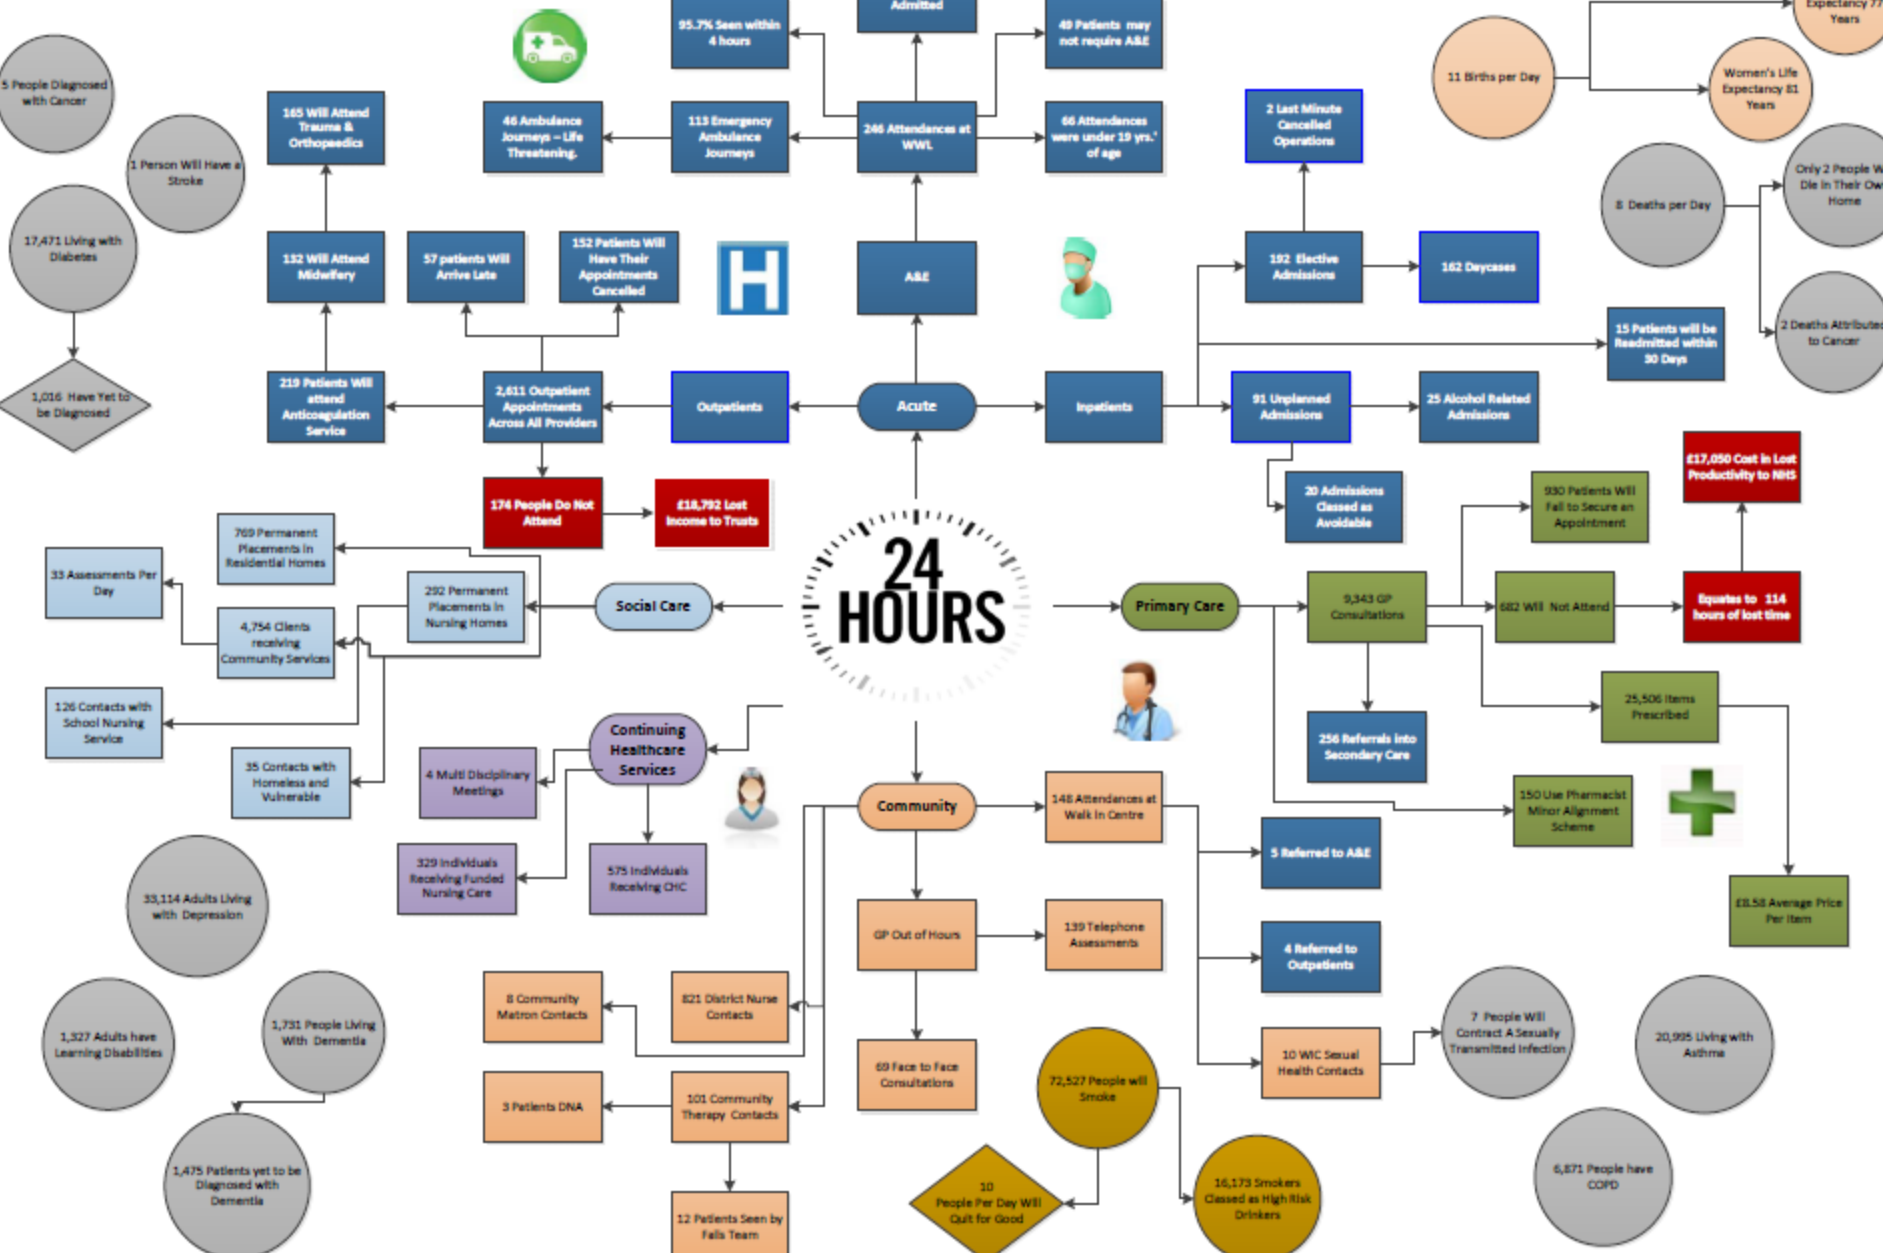 Admitted
95.7% Seen within
4 hours
49 Patients may
not require A&E
Expectancy 77
Years
11 Births per Day
Women's Life
Expectancy 81
Years
5 People Diagnosed
with Cancer
165 Will Attend
Trauma &
Orthopaedics
46 Ambulance
Journeys – Life
Threatening.
113 Emergency
Ambulance
Journeys
246 Attendances at
WWL
66 Attendances
were under 19 yrs.'
of age
2 Last Minute
Cancelled
Operations
1 Person Will Have a
Stroke
8 Deaths per Day
Only 2 People W
Die in Their Ow
Home
17,471 Living with
Diabetes
132 Will Attend
Midwifery
57 patients Will
Arrive Late
152 Patients Will
Have Their
Appointments
Cancelled
H
A&E
192 Elective
Admissions
162 Daycases
15 Patients will be
Readmitted within
30 Days
2 Deaths Attributed
to Cancer
1,016 Have Yet to
be Diagnosed
219 Patients Will
attend
Anticoagulation
Service
2,611 Outpatient
Appointments
Across All Providers
Outpatients
Acute
Inpatients
91 Unplanned
Admissions
25 Alcohol Related
Admissions
£17,050 Cost in Lost
Productivity to NHS
174 People Do Not
Attend
£18,792 Lost
Income to Trusts
20 Admissions
Classed as
Avoidable
930 Patients Will
Fail to Secure an
Appointment
769 Permanent
Placements in
Residential Homes
33 Assessments Per
Day
292 Permanent
Placements in
Nursing Homes
Social Care
24
HOURS
Primary Care
9,343 GP
Consultations
682 Will Not Attend
Equates to 114
hours of lost time
4,754 Clients
receiving
Community Services
126 Contacts with
School Nursing
Service
25,506 Items
Prescribed
Continuing
Healthcare
Services
256 Referrals into
Secondary Care
35 Contacts with
Homeless and
Vulnerable
4 Multi Disciplinary
Meetings
Community
148 Attendances at
Walk in Centre
150 Use Pharmacist
Minor Alignment
Scheme
329 Individuals
Receiving Funded
Nursing Care
575 Individuals
Receiving CHC
5 Referred to A&E
£8.58 Average Price
Per Item
33,114 Adults Living
with Depression
GP Out of Hours
139 Telephone
Assessments
4 Referred to
Outpatients
8 Community
Matron Contacts
821 District Nurse
Contacts
1,327 Adults have
Learning Disabilities
1,731 People Living
With Dementia
69 Face to Face
Consultations
72,527 People will
Smoke
10 WIC Sexual
Health Contacts
7 People Will
Contract A Sexually
Transmitted Infection
20,995 Living with
Asthma
3 Patients DNA
101 Community
Therapy Contacts
1,475 Patients yet to be
Diagnosed with
Dementia
10
People Per Day Will
Quit for Good
16,173 Smokers
Classed as High Risk
Drinkers
6,871 People have
COPD
12 Patients Seen by
Falls Team